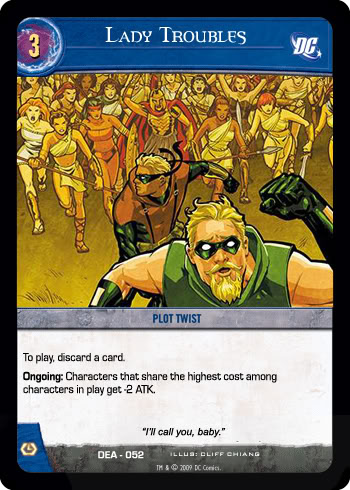 3
LADY TROUBLES
DC
PLOT TWIST
To play, discard a card.
Ongoing: Characters that share the highest cost among
characters in play get -2 ATK.
"I'll call you, baby."
DEA - 052 ILLUS: CLIFF CHIANG
TM & © 2009 DC Comics.